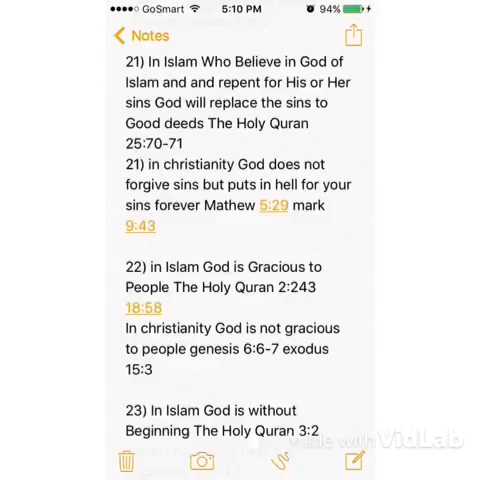 GoSmart 5:10 PM 94%
Notes
21) In Islam Who Believe in God of
Islam and and repent for His or Her
sins God will replace the sins to
Good deeds The Holy Quran
25:70-71
21) in christianity God does not
forgive sins but puts in hell for your
sins forever Mathew 5:29 mark
9:43
22) in Islam God is Gracious to
People The Holy Quran 2:243
18:58
In christianity God is not gracious
to people genesis 6:6-7 exodus
15:3
23) In Islam God is without
Beginning The Holy Quran 3:2
Made with VidLab